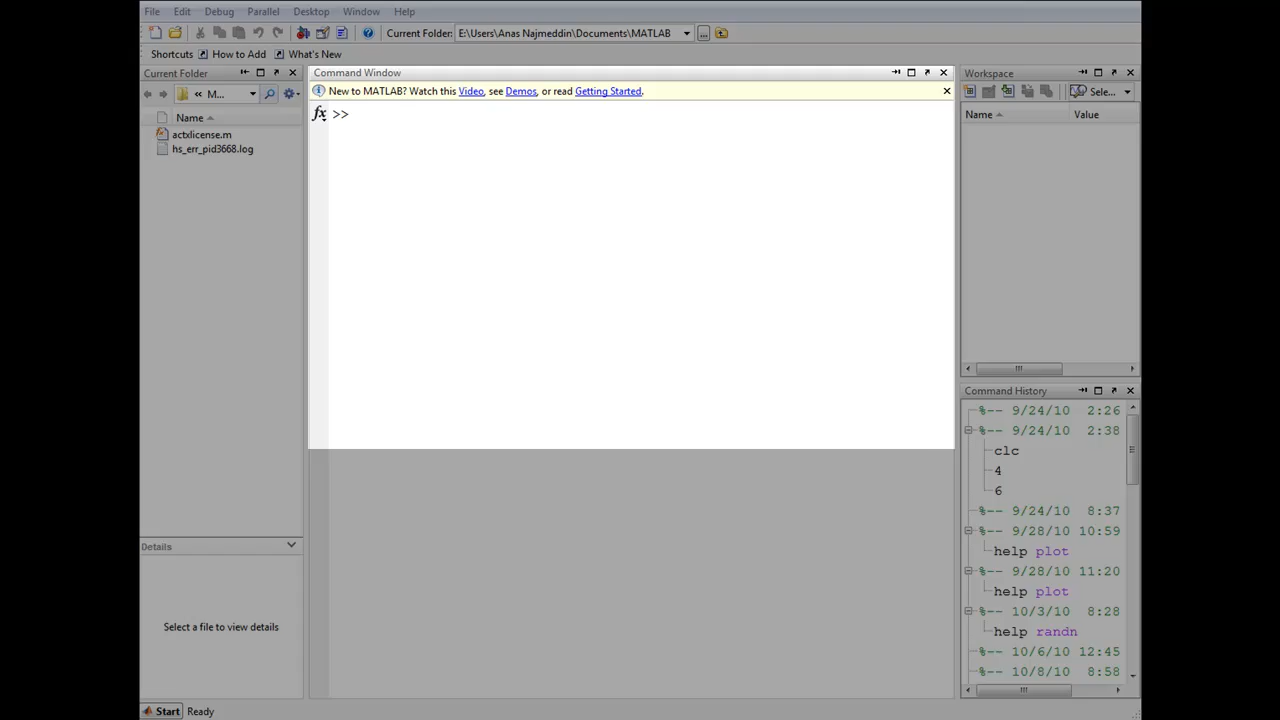 File Edit Debug Parallel Desktop Window Help
Current Folder: E:\Users\Anas Najmeddin\Documents\MATLAB ...
Shortcuts How to Add What's New
Current Folder
« M...
Name
actxlicense.m
hs_err_pid3668.log
Details
Select a file to view details
Command Window
New to MATLAB? Watch this Video, see Demos, or read Getting Started.
fx >>
Workspace
Sele...
Name Value
Command History
%-- 9/24/10 2:26
%-- 9/24/10 2:38
clc
4
6
%-- 9/24/10 8:37
%-- 9/28/10 10:59
help plot
%-- 9/28/10 11:20
help plot
%-- 10/3/10 8:28
help randn
%-- 10/6/10 12:45
%-- 10/8/10 8:58
Start Ready